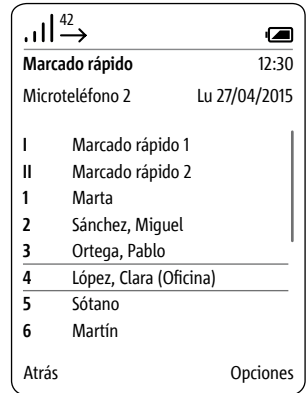 42
Marcado rápido 12:30
Microteléfono 2 Lu 27/04/2015
I Marcado rápido 1
II Marcado rápido 2
1 Marta
2 Sánchez, Miguel
3 Ortega, Pablo
4 López, Clara (Oficina)
5 Sótano
6 Martín
Atrás Opciones